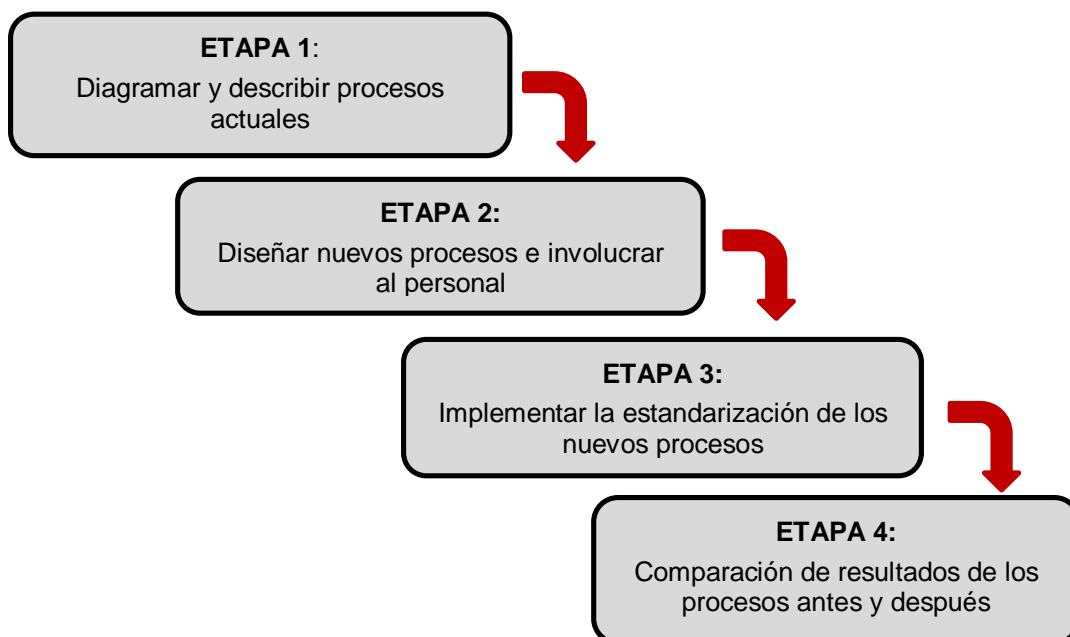 ETAPA 1:
Diagramar y describir procesos
actuales
ETAPA 2:
Diseñar nuevos procesos e involucrar
al personal
ETAPA 3:
Implementar la estandarización de los
nuevos procesos
ETAPA 4:
Comparación de resultados de los
procesos antes y después